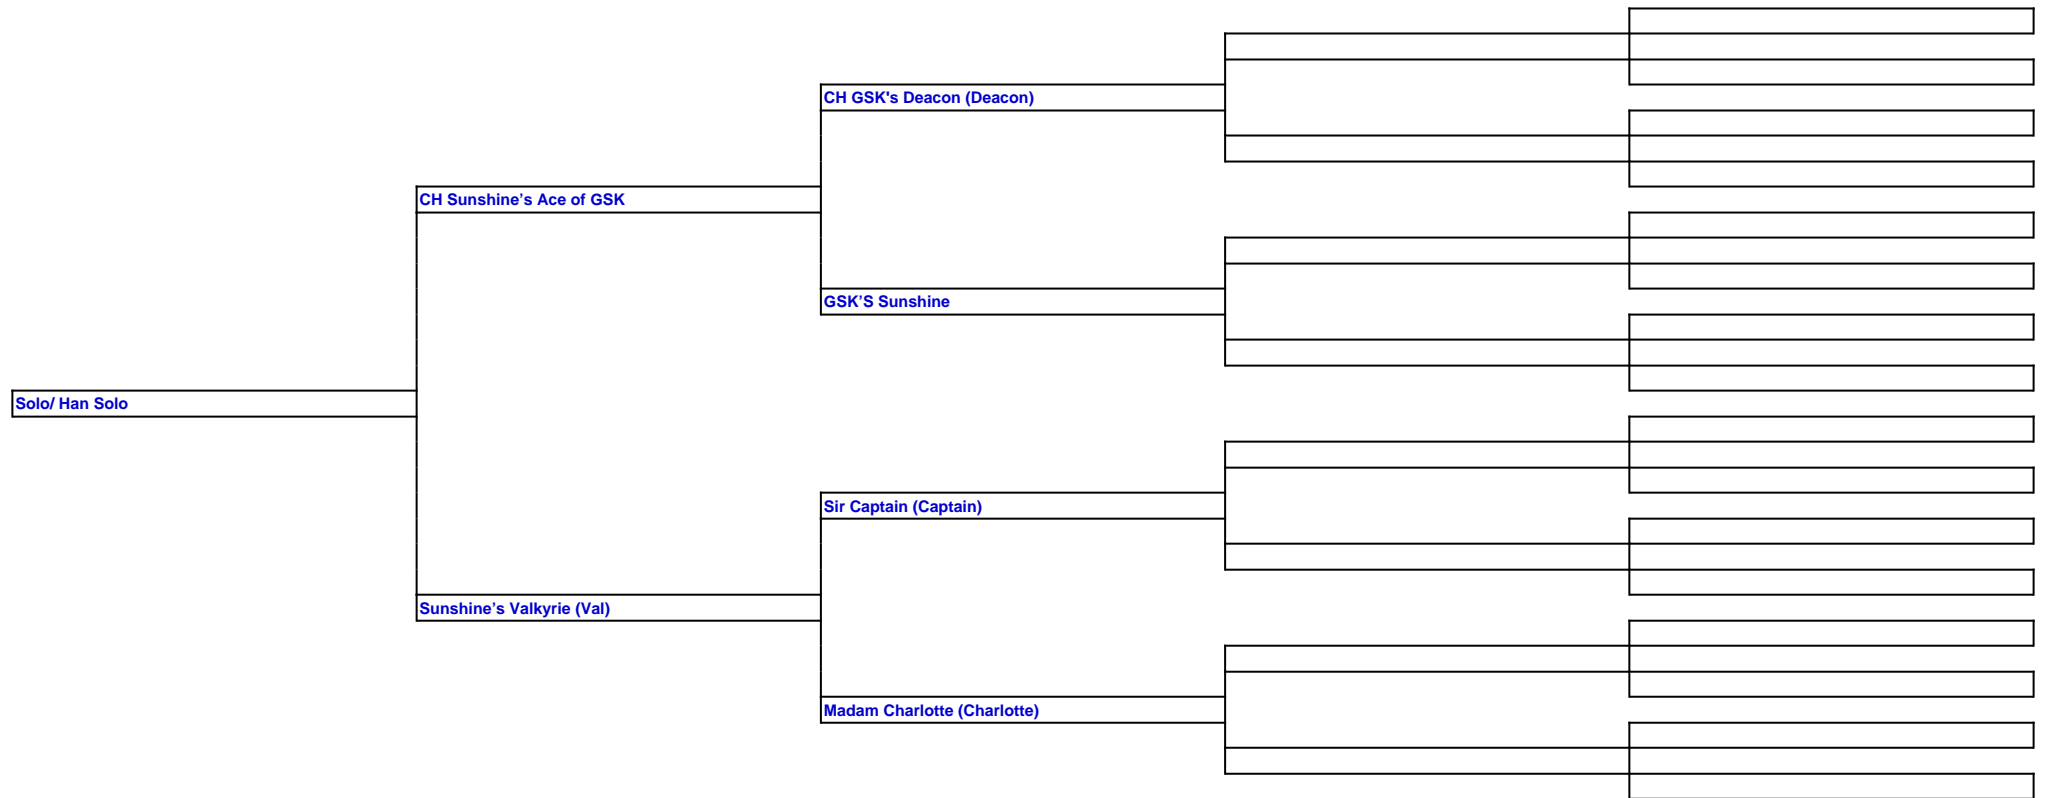 CH GSK's Deacon (Deacon)
CH Sunshine’s Ace of GSK
GSK’S Sunshine
Solo/ Han Solo
Sir Captain (Captain)
Sunshine’s Valkyrie (Val)
Madam Charlotte (Charlotte)